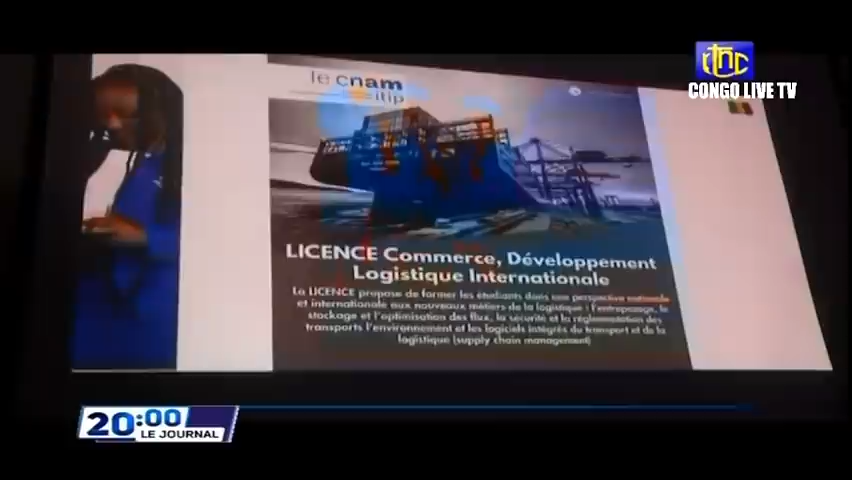 rtnc
CONGO LIVE TV
le cnam
itip
LICENCE Commerce, Développement
Logistique Internationale
La LICENCE propose de former les étudiants dans une perspective nationale
et internationale aux nouveaux métiers de la logistique : l'entreposage, le
stockage et l'optimisation des flux, la sécurité et la réglementation des
transports l'environnement et les logiciels intégrés du transport et de la
logistique (supply chain management)
20:00
LE JOURNAL